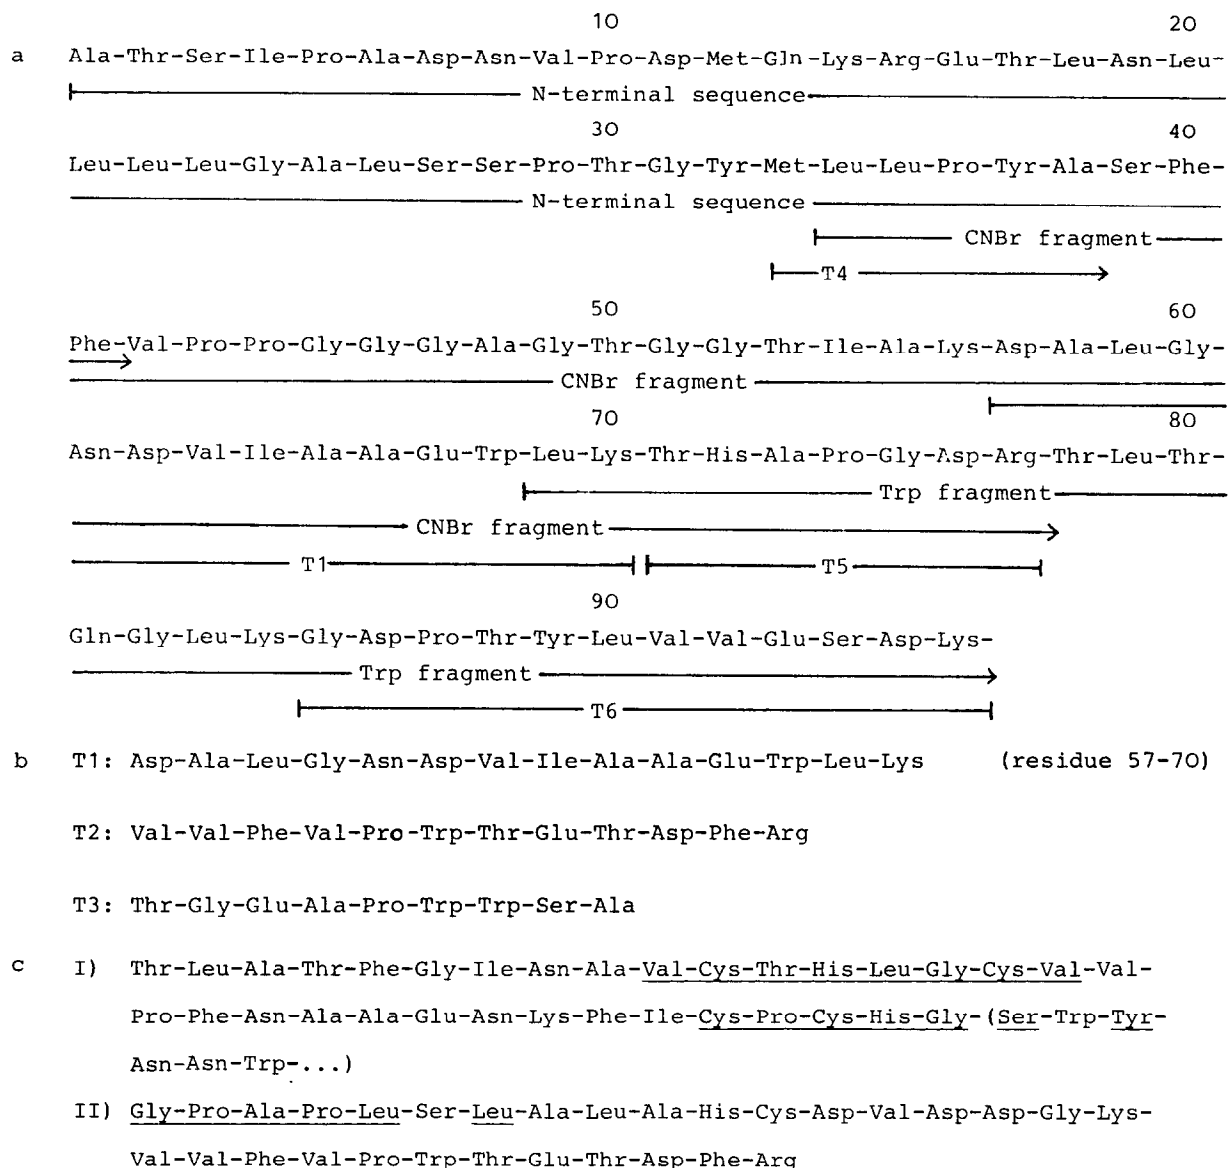 10 20
a Ala-Thr-Ser-Ile-Pro-Ala-Asp-Asn-Val-Pro-Asp-Met-Gln-Lys-Arg-Glu-Thr-Leu-Asn-Leu-
N-terminal sequence
30 40
Leu-Leu-Leu-Gly-Ala-Leu-Ser-Ser-Pro-Thr-Gly-Tyr-Met-Leu-Leu-Pro-Tyr-Ala-Ser-Phe-
N-terminal sequence
CNBr fragment
T4
50 60
Phe-Val-Pro-Pro-Gly-Gly-Gly-Ala-Gly-Thr-Gly-Gly-Thr-Ile-Ala-Lys-Asp-Ala-Leu-Gly-
CNBr fragment
70 80
Asn-Asp-Val-Ile-Ala-Ala-Glu-Trp-Leu-Lys-Thr-His-Ala-Pro-Gly-Asp-Arg-Thr-Leu-Thr-
Trp fragment
CNBr fragment
T1 T5
90
Gln-Gly-Leu-Lys-Gly-Asp-Pro-Thr-Tyr-Leu-Val-Val-Glu-Ser-Asp-Lys-
Trp fragment
T6
b T1: Asp-Ala-Leu-Gly-Asn-Asp-Val-Ile-Ala-Ala-Glu-Trp-Leu-Lys (residue 57-70)
T2: Val-Val-Phe-Val-Pro-Trp-Thr-Glu-Thr-Asp-Phe-Arg
T3: Thr-Gly-Glu-Ala-Pro-Trp-Trp-Ser-Ala
c I) Thr-Leu-Ala-Thr-Phe-Gly-Ile-Asn-Ala-Val-Cys-Thr-His-Leu-Gly-Cys-Val-Val-
Pro-Phe-Asn-Ala-Ala-Glu-Asn-Lys-Phe-Ile-Cys-Pro-Cys-His-Gly-(Ser-Trp-Tyr-
Asn-Asn-Trp-...)
II) Gly-Pro-Ala-Pro-Leu-Ser-Leu-Ala-Leu-Ala-His-Cys-Asp-Val-Asp-Asp-Gly-Lys-
Val-Val-Phe-Val-Pro-Trp-Thr-Glu-Thr-Asp-Phe-Arg